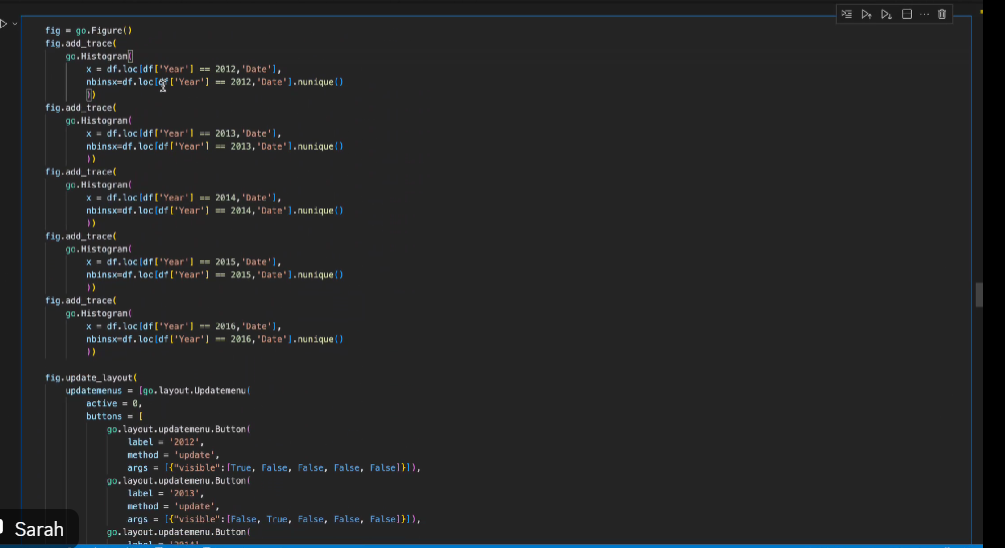 fig = go.Figure()
fig.add_trace(
go.Histogram(
x = df.loc[df['Year'] == 2012,'Date'],
nbinsx=df.loc[df['Year'] == 2012,'Date'].nunique()
))
fig.add_trace(
go.Histogram(
x = df.loc[df['Year'] == 2013,'Date'],
nbinsx=df.loc[df['Year'] == 2013,'Date'].nunique()
))
fig.add_trace(
go.Histogram(
x = df.loc[df['Year'] == 2014,'Date'],
nbinsx=df.loc[df['Year'] == 2014,'Date'].nunique()
))
fig.add_trace(
go.Histogram(
x = df.loc[df['Year'] == 2015,'Date'],
nbinsx=df.loc[df['Year'] == 2015,'Date'].nunique()
))
fig.add_trace(
go.Histogram(
x = df.loc[df['Year'] == 2016,'Date'],
nbinsx=df.loc[df['Year'] == 2016,'Date'].nunique()
))
fig.update_layout(
updatemenus = [go.layout.Updatemenu(
active = 0,
buttons = [
go.layout.updatemenu.Button(
label = '2012',
method = 'update',
args = [{"visible":[True, False, False, False, False]}]),
go.layout.updatemenu.Button(
label = '2013',
method = 'update',
args = [{"visible":[False, True, False, False, False]}]),
go.layout.updatemenu.Button(
label = '2014'
Sarah